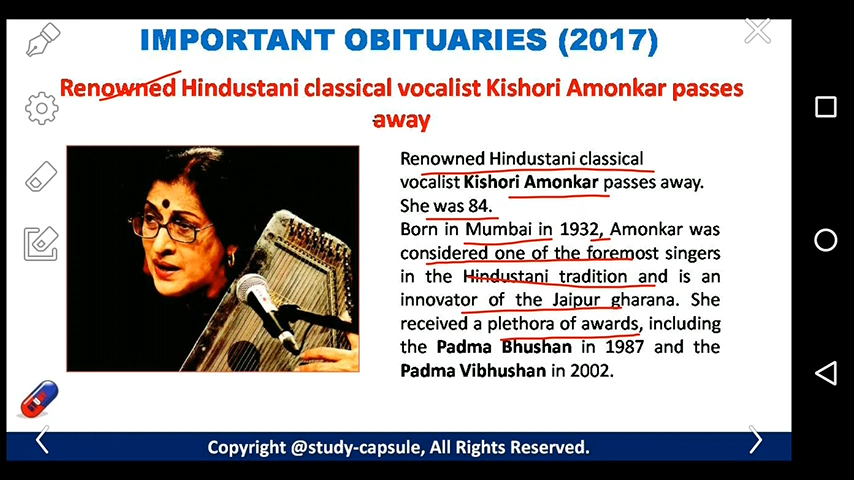 IMPORTANT OBITUARIES (2017)
Renowned Hindustani classical vocalist Kishori Amonkar passes
away
Renowned Hindustani classical
vocalist Kishori Amonkar passes away.
She was 84.
Born in Mumbai in 1932, Amonkar was
considered one of the foremost singers
in the Hindustani tradition and is an
innovator of the Jaipur gharana. She
received a plethora of awards, including
the Padma Bhushan in 1987 and the
Padma Vibhushan in 2002.
Copyright @study-capsule, All Rights Reserved.